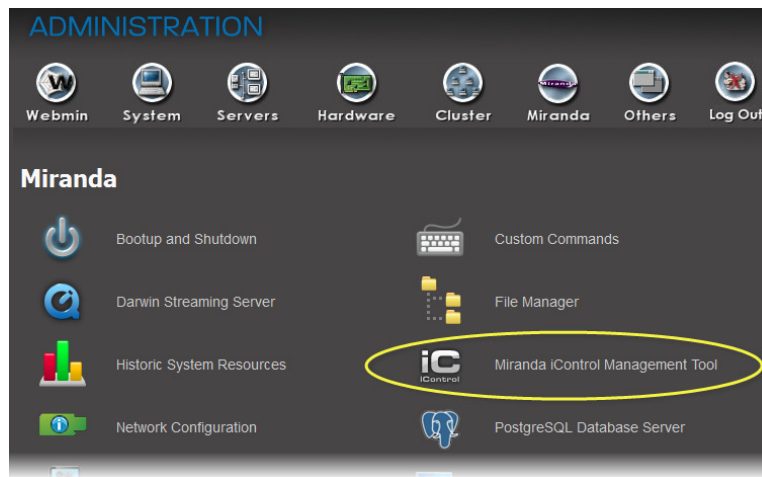 ADMINISTRATION
Webmin System Servers Hardware Cluster Miranda Others Log Out
Miranda
Bootup and Shutdown
Custom Commands
Darwin Streaming Server
File Manager
Historic System Resources
iC
iControl
Miranda iControl Management Tool
Network Configuration
PostgreSQL Database Server